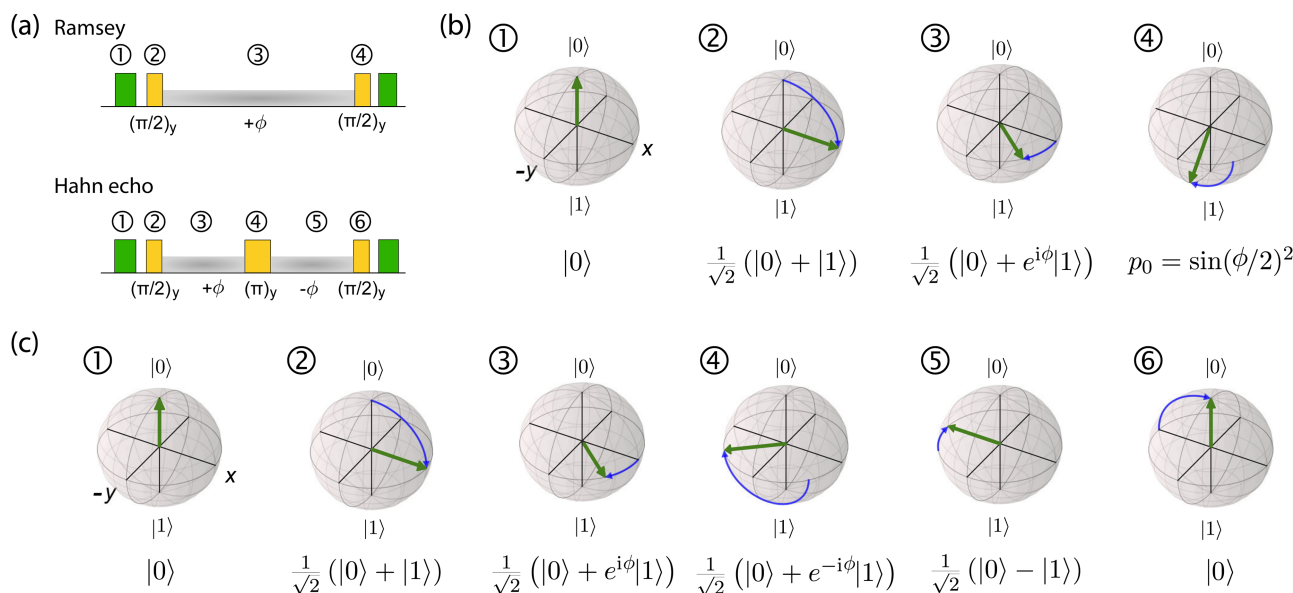 (a) Ramsey
① ② ③ ④
(π/2)y +ϕ (π/2)y
Hahn echo
① ② ③ ④ ⑤ ⑥
(π/2)y +ϕ (π)y -ϕ (π/2)y
(b)
① ② ③ ④
|0⟩ |0⟩ |0⟩ |0⟩
x
-y
|1⟩ |1⟩ |1⟩ |1⟩
|0⟩ 1/√2 (|0⟩ + |1⟩) 1/√2 (|0⟩ + e^{iϕ}|1⟩) p₀ = sin(ϕ/2)²
(c)
① ② ③ ④ ⑤ ⑥
|0⟩ |0⟩ |0⟩ |0⟩ |0⟩ |0⟩
-y x
|1⟩ |1⟩ |1⟩ |1⟩ |1⟩ |1⟩
|0⟩ 1/√2 (|0⟩ + |1⟩) 1/√2 (|0⟩ + e^{iϕ}|1⟩) 1/√2 (|0⟩ + e^{-iϕ}|1⟩) 1/√2 (|0⟩ − |1⟩) |0⟩